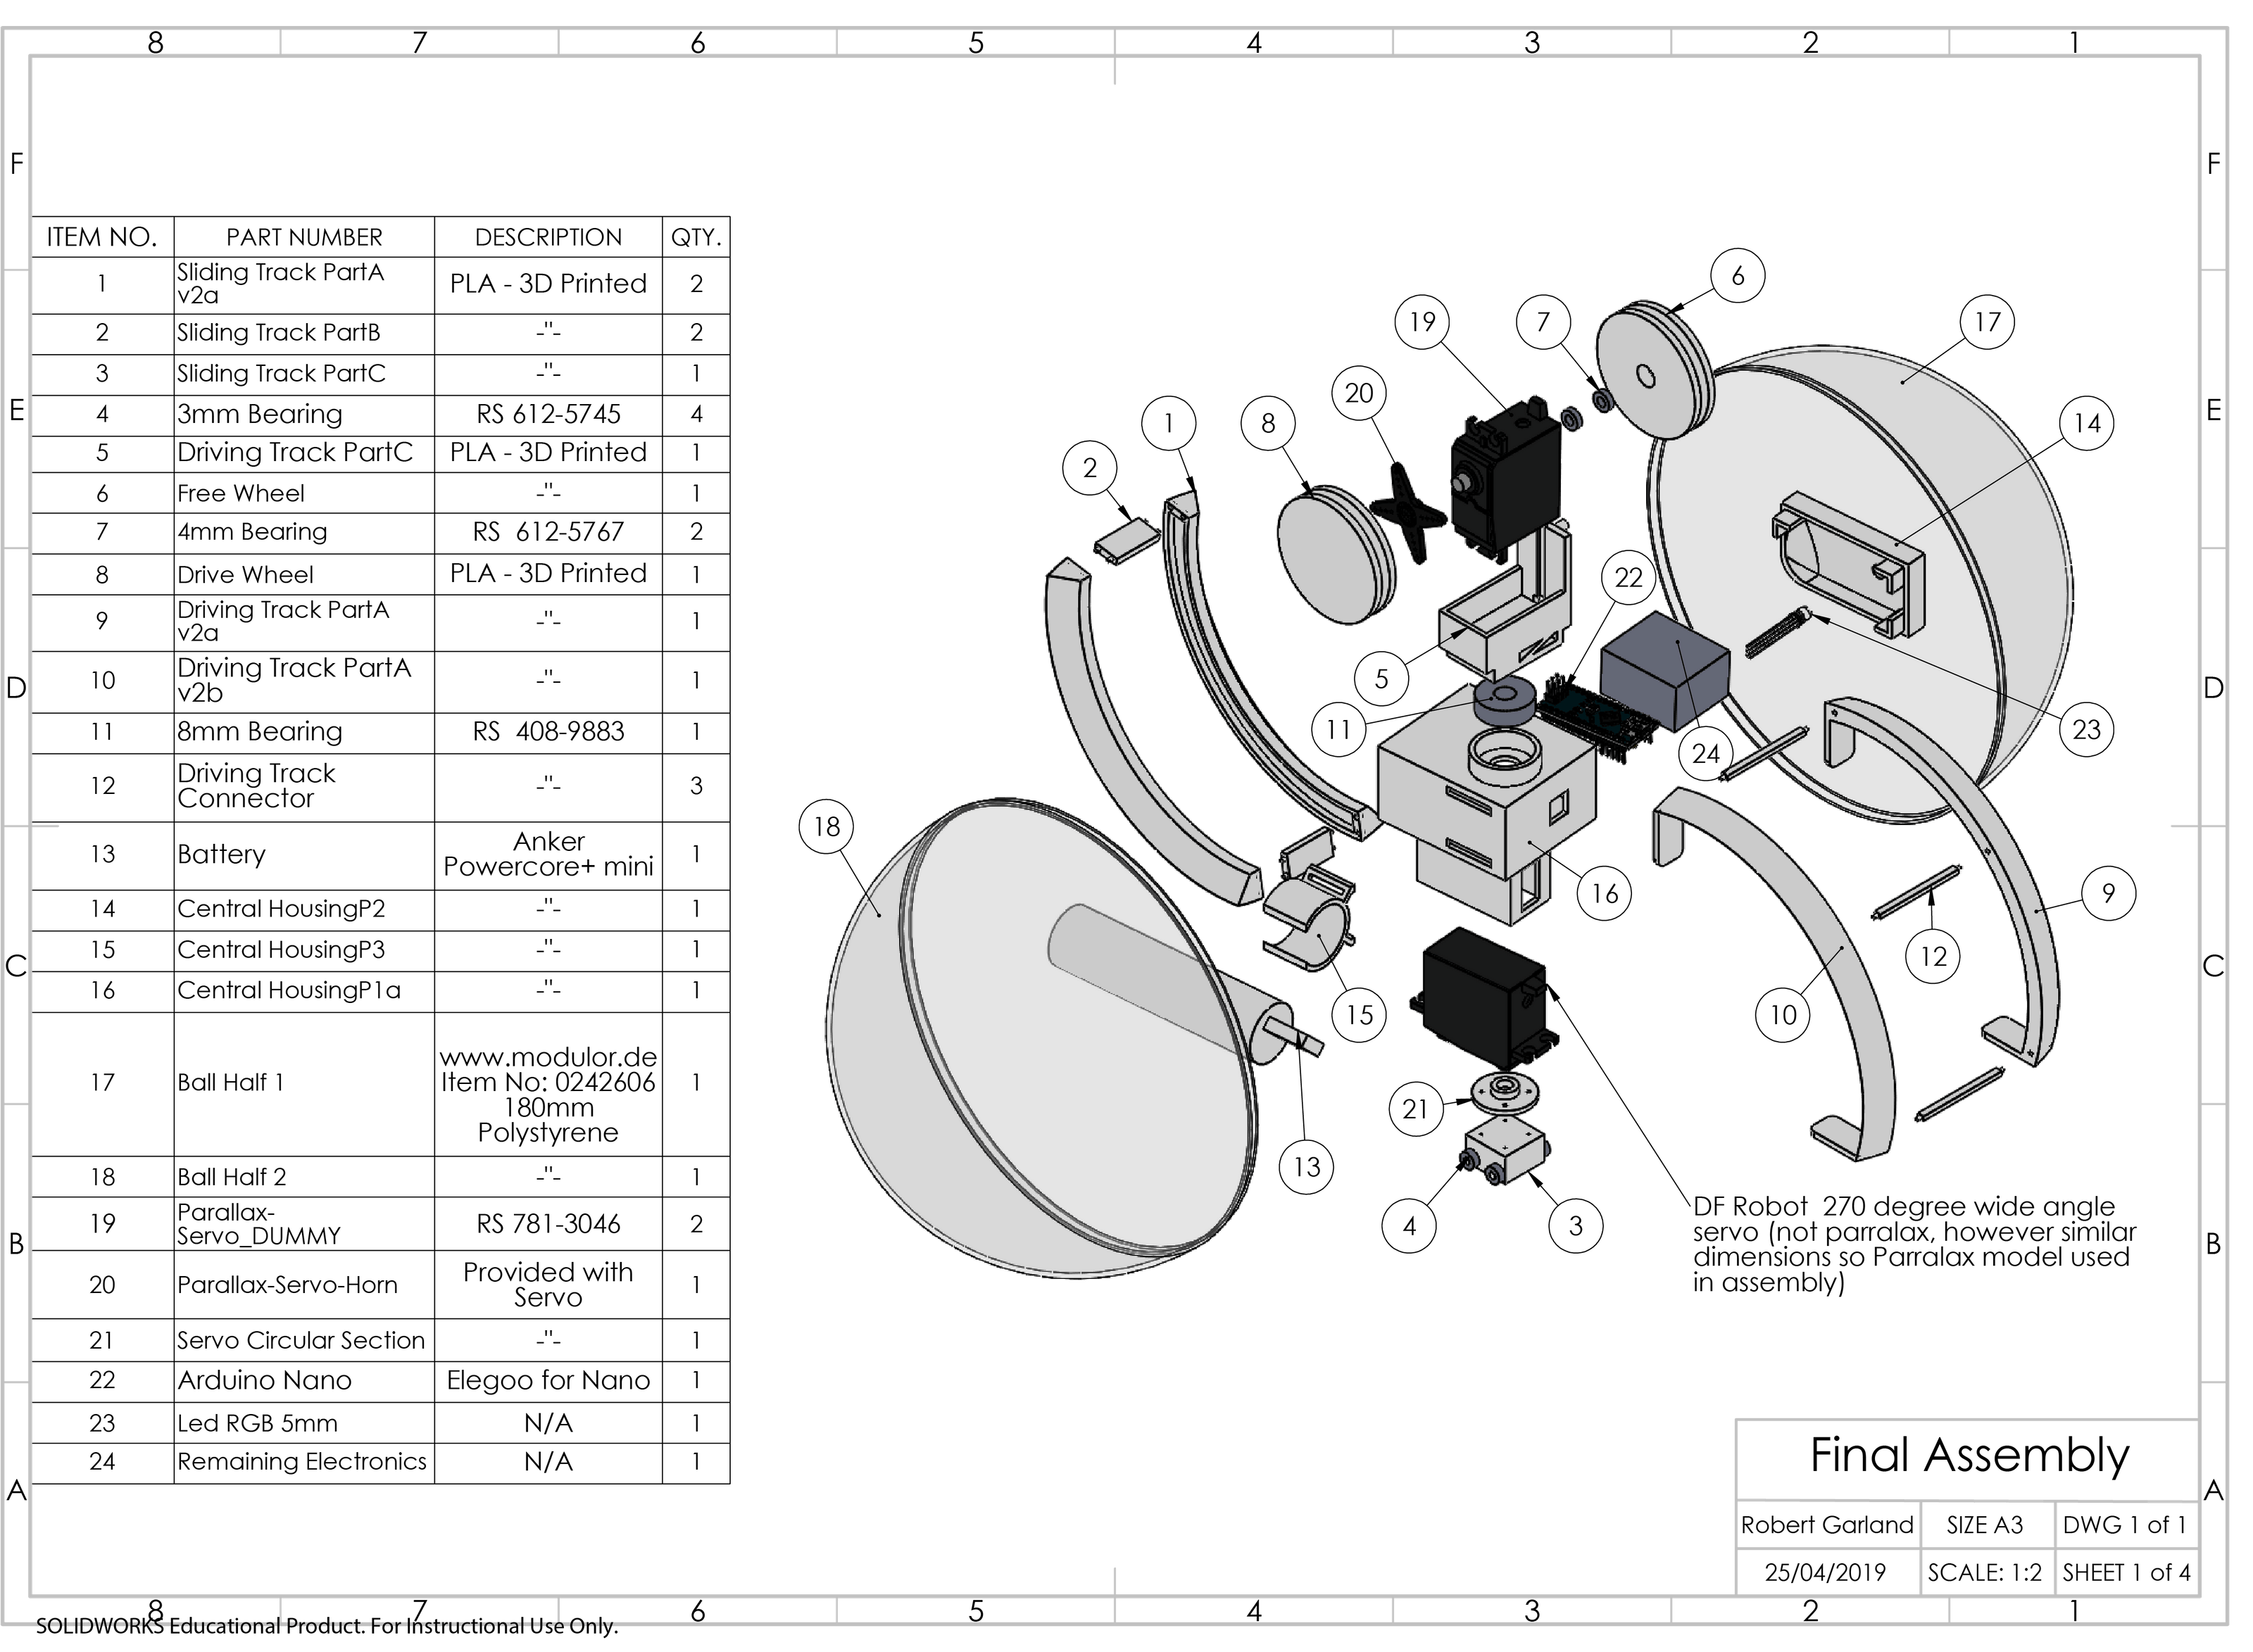 8 7 6 5 4 3 2 1
F F
E E
D D
C C
B B
A A
ITEM NO. PART NUMBER DESCRIPTION QTY.
1 Sliding Track PartA v2a PLA - 3D Printed 2
2 Sliding Track PartB -"- 2
3 Sliding Track PartC -"- 1
4 3mm Bearing RS 612-5745 4
5 Driving Track PartC PLA - 3D Printed 1
6 Free Wheel -"- 1
7 4mm Bearing RS 612-5767 2
8 Drive Wheel PLA - 3D Printed 1
9 Driving Track PartA v2a -"- 1
10 Driving Track PartA v2b -"- 1
11 8mm Bearing RS 408-9883 1
12 Driving Track Connector -"- 3
13 Battery Anker Powercore+ mini 1
14 Central HousingP2 -"- 1
15 Central HousingP3 -"- 1
16 Central HousingP1a -"- 1
17 Ball Half 1 www.modulor.de Item No: 0242606 180mm Polystyrene 1
18 Ball Half 2 -"- 1
19 Parallax-Servo_DUMMY RS 781-3046 2
20 Parallax-Servo-Horn Provided with Servo 1
21 Servo Circular Section -"- 1
22 Arduino Nano Elegoo for Nano 1
23 Led RGB 5mm N/A 1
24 Remaining Electronics N/A 1
6
19
7
17
20
1
8
14
2
22
5
11
24
23
18
16
9
12
15
10
21
13
4
3
DF Robot 270 degree wide angle
servo (not parralax, however similar
dimensions so Parralax model used
in assembly)
Final Assembly
Robert Garland SIZE A3 DWG 1 of 1
25/04/2019 SCALE: 1:2 SHEET 1 of 4
8 7 6 5 4 3 2 1
SOLIDWORKS Educational Product. For Instructional Use Only.